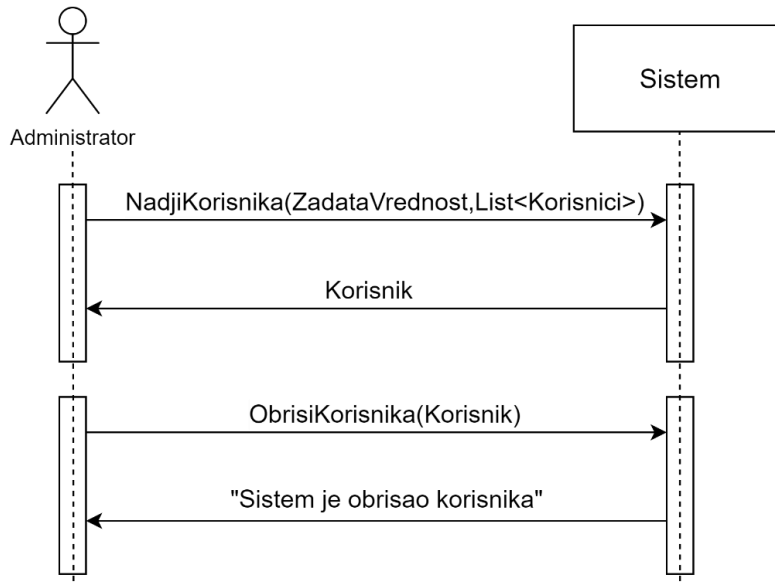 Sistem
Administrator
NadjiKorisnika(ZadataVrednost,List<Korisnici>)
Korisnik
ObrisiKorisnika(Korisnik)
"Sistem je obrisao korisnika"